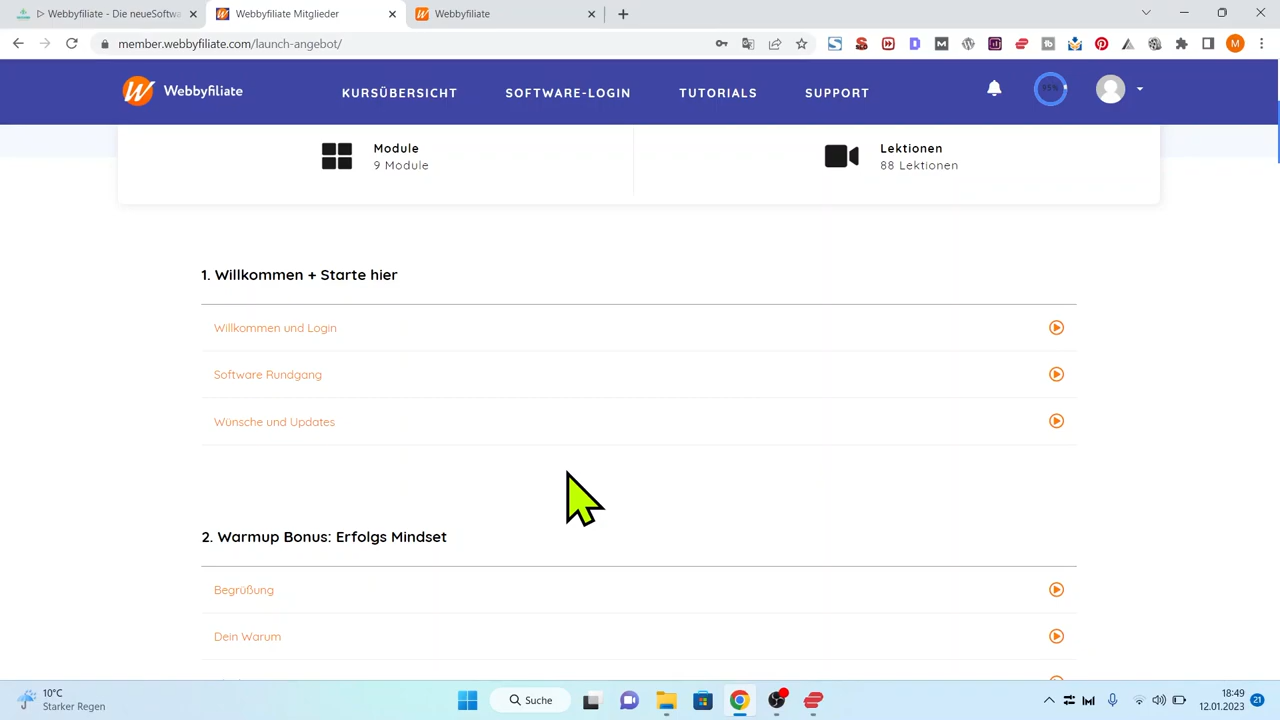 ▷ Webbyfiliate - Die neueSoftwa
Webbyfiliate Mitglieder
Webbyfiliate
member.webbyfiliate.com/launch-angebot/
M
Webbyfiliate
KURSÜBERSICHT
SOFTWARE-LOGIN
TUTORIALS
SUPPORT
95%
Module
9 Module
Lektionen
88 Lektionen
1. Willkommen + Starte hier
Willkommen und Login
Software Rundgang
Wünsche und Updates
2. Warmup Bonus: Erfolgs Mindset
Begrüßung
Dein Warum
10°C
Starker Regen
Suche
18:49
12.01.2023
21